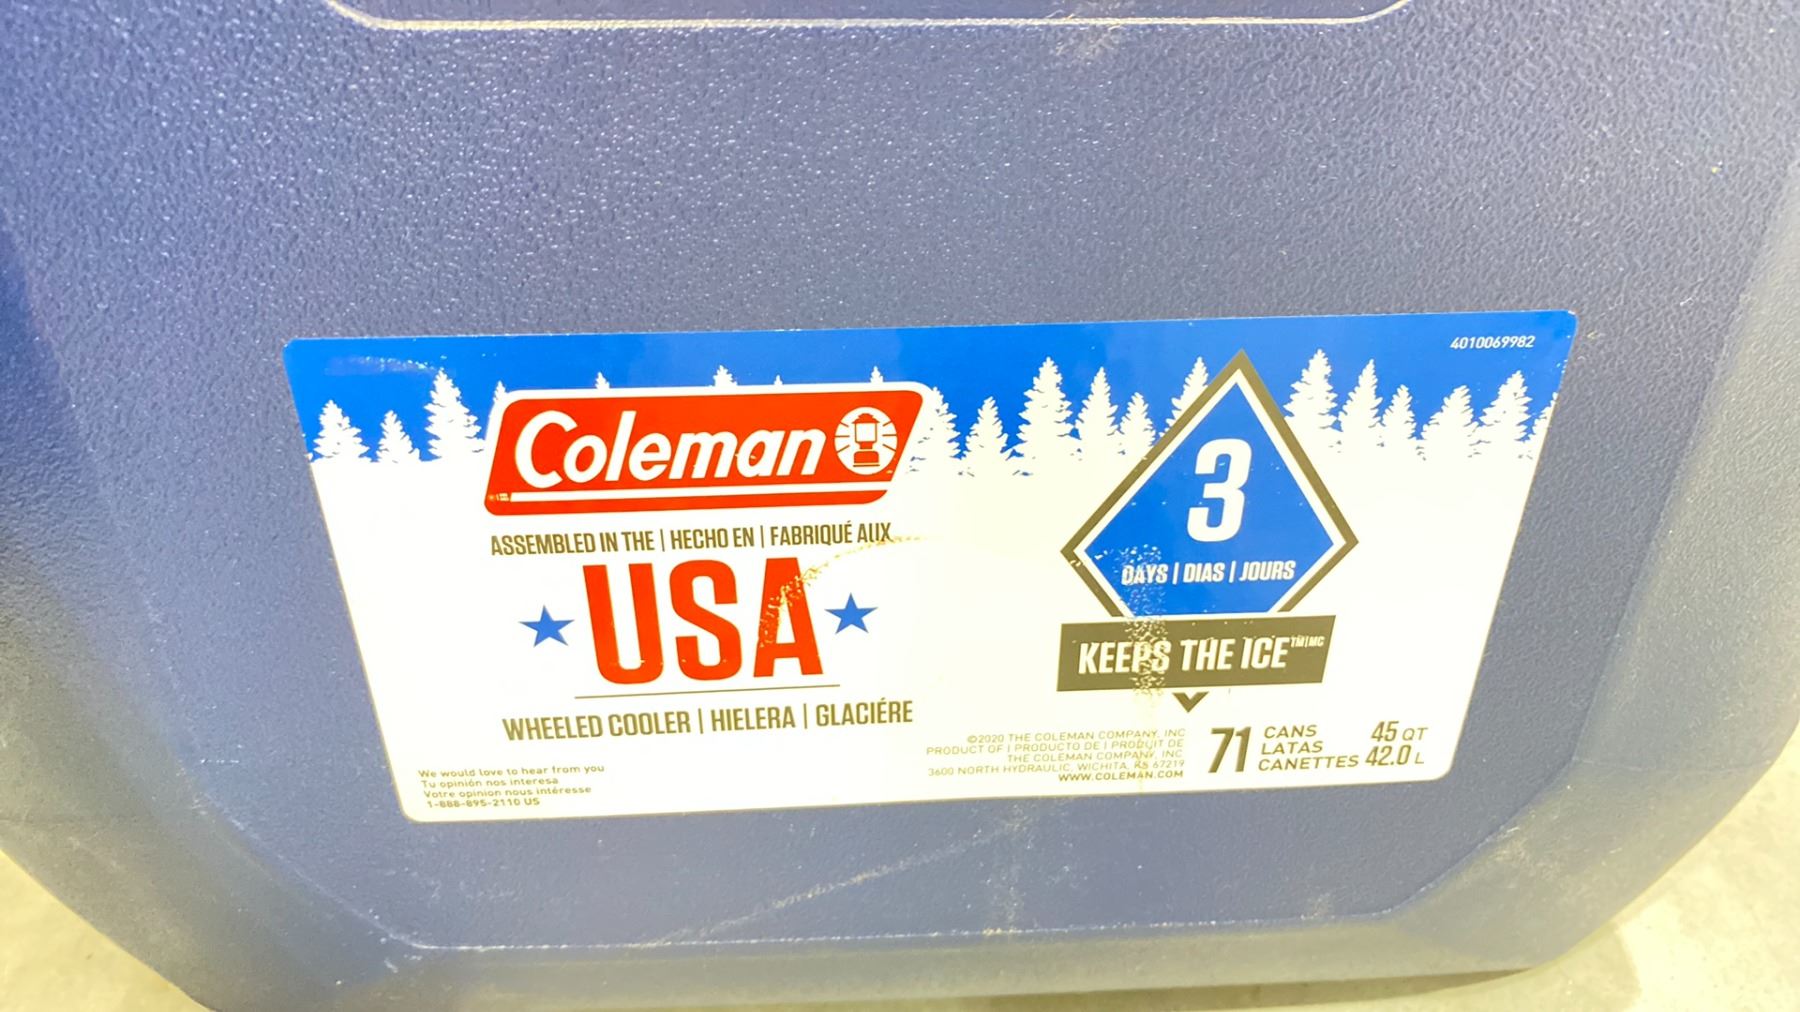 4010069982
Coleman
ASSEMBLED IN THE | HECHO EN | FABRIQUÉ AUX
USA
WHEELED COOLER | HIELERA | GLACIÉRE
We would love to hear from you
Tu opinión nos interesa
Votre opinion nous intéresse
1-888-895-2110 US
3
DAYS | DIAS | JOURS
KEEPS THE ICE™|MC
©2020 THE COLEMAN COMPANY, INC
PRODUCT OF | PRODUCTO DE | PRODUIT DE
THE COLEMAN COMPANY, INC
3600 NORTH HYDRAULIC, WICHITA, KS 67219
WWW.COLEMAN.COM
71 CANS
LATAS
CANETTES
45 QT
42.0 L